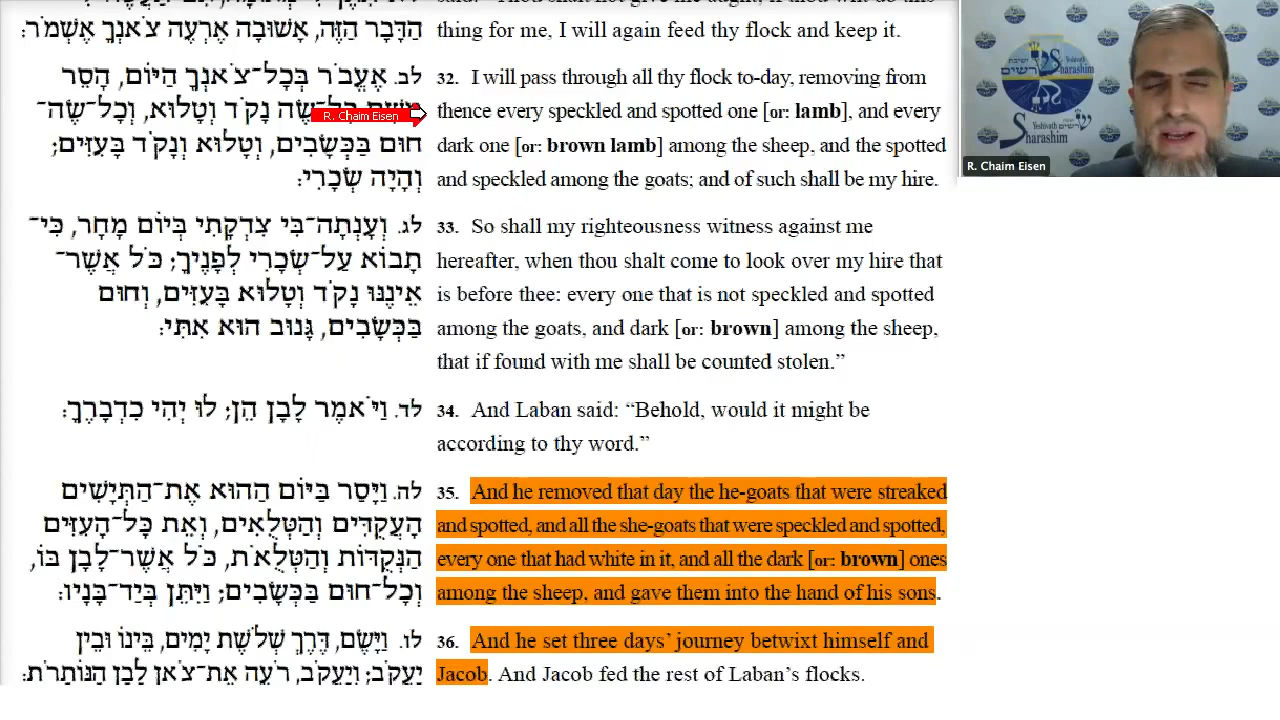 הַדָּבָר הַזֶּה, אָשׁוּבָה אֶרְעֶה צֹאנְךָ אֶשְׁמֹר:
לב. אֶעֱבֹר בְּכָל־צֹאנְךָ הַיּוֹם, הָסֵר
שֶׂה נָקֹד וְטָלוּא, וְכָל־שֶׂה־
חוּם בַּכְּשָׂבִים, וְטָלוּא וְנָקֹד בָּעִזִּים;
וְהָיָה שְׂכָרִי:
לג. וְעָנְתָה־בִּי צִדְקָתִי בְּיוֹם מָחָר, כִּי־
תָבוֹא עַל־שְׂכָרִי לְפָנֶיךָ; כֹּל אֲשֶׁר־
אֵינֶנּוּ נָקֹד וְטָלוּא בָּעִזִּים, וְחוּם
בַּכְּשָׂבִים, גָּנוּב הוּא אִתִּי:
לד. וַיֹּאמֶר לָבָן הֵן; לוּ יְהִי כִדְבָרֶךָ:
לה. וַיָּסַר בַּיּוֹם הַהוּא אֶת־הַתְּיָשִׁים
הָעֲקֻדִּים וְהַטְּלֻאִים, וְאֵת כָּל־הָעִזִּים
הַנְּקֻדּוֹת וְהַטְּלֻאֹת, כֹּל אֲשֶׁר־לָבָן בּוֹ,
וְכָל־חוּם בַּכְּשָׂבִים; וַיִּתֵּן בְּיַד־בָּנָיו:
לו. וַיָּשֶׂם, דֶּרֶךְ שְׁלֹשֶׁת יָמִים, בֵּינוֹ וּבֵין
יַעֲקֹב; וְיַעֲקֹב, רֹעֶה אֶת־צֹאן לָבָן הַנּוֹתָרֹת:
R. Chaim Eisen
thing for me, I will again feed thy flock and keep it.
32. I will pass through all thy flock to-day, removing from
thence every speckled and spotted one [or: lamb], and every
dark one [or: brown lamb] among the sheep, and the spotted
and speckled among the goats; and of such shall be my hire.
33. So shall my righteousness witness against me
hereafter, when thou shalt come to look over my hire that
is before thee: every one that is not speckled and spotted
among the goats, and dark [or: brown] among the sheep,
that if found with me shall be counted stolen.”
34. And Laban said: “Behold, would it might be
according to thy word.”
35. And he removed that day the he-goats that were streaked
and spotted, and all the she-goats that were speckled and spotted,
every one that had white in it, and all the dark [or: brown] ones
among the sheep, and gave them into the hand of his sons.
36. And he set three days’ journey betwixt himself and
Jacob. And Jacob fed the rest of Laban’s flocks.
R. Chaim Eisen